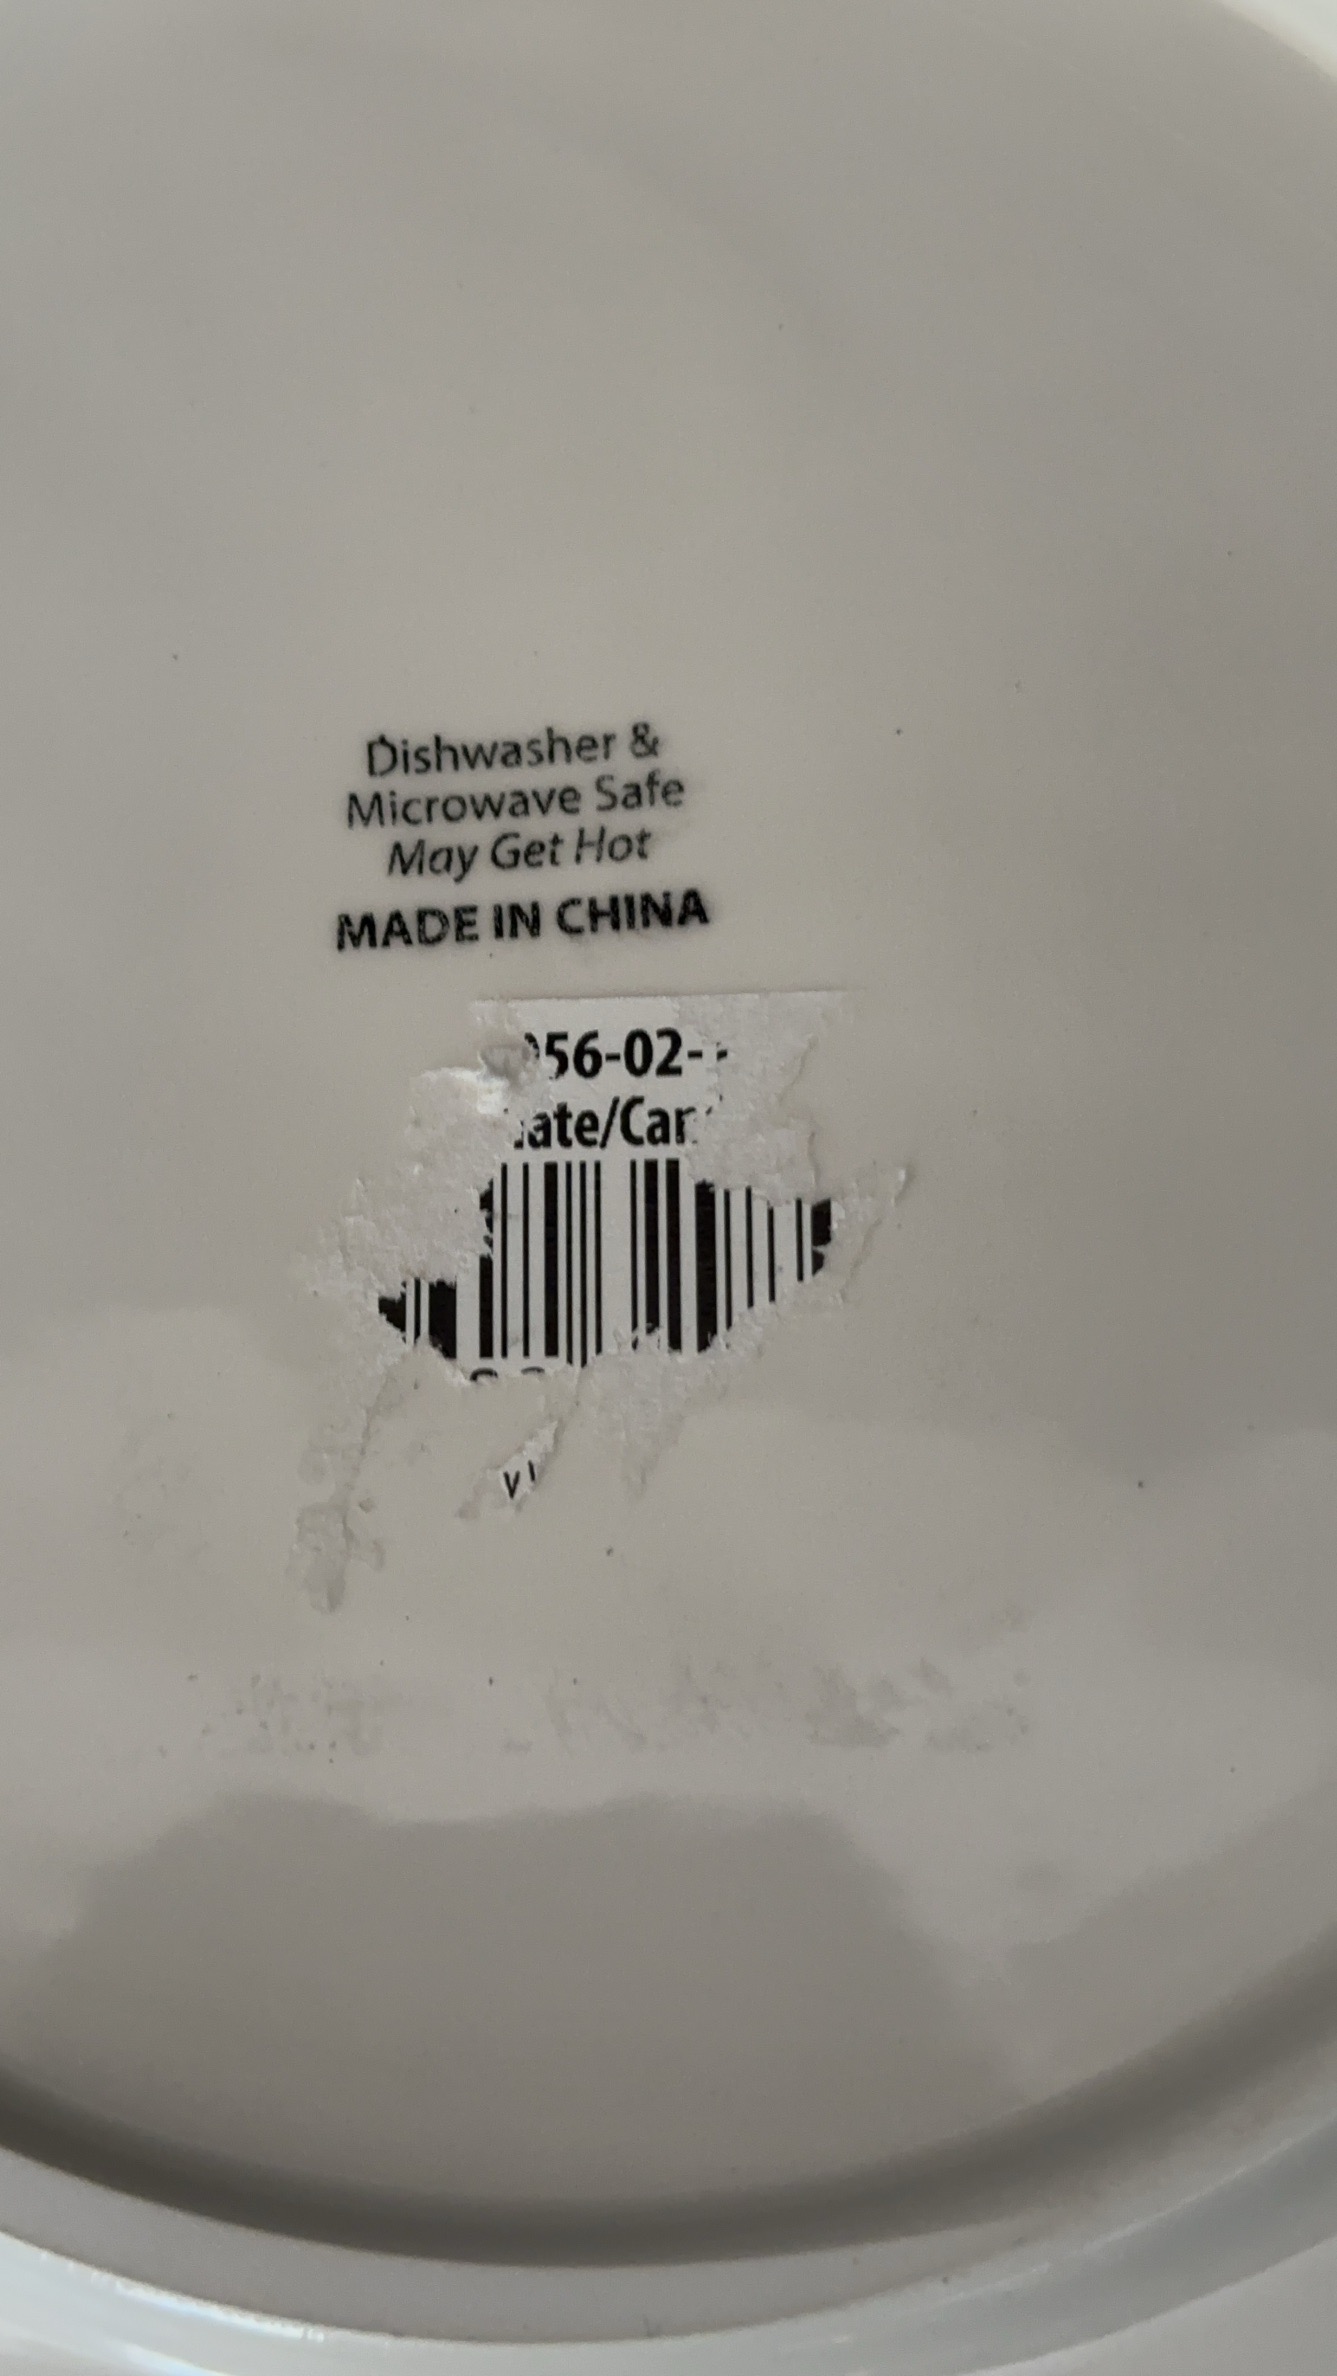 Dishwasher &
Microwave Safe
May Get Hot
MADE IN CHINA
56-02-
ate/Car